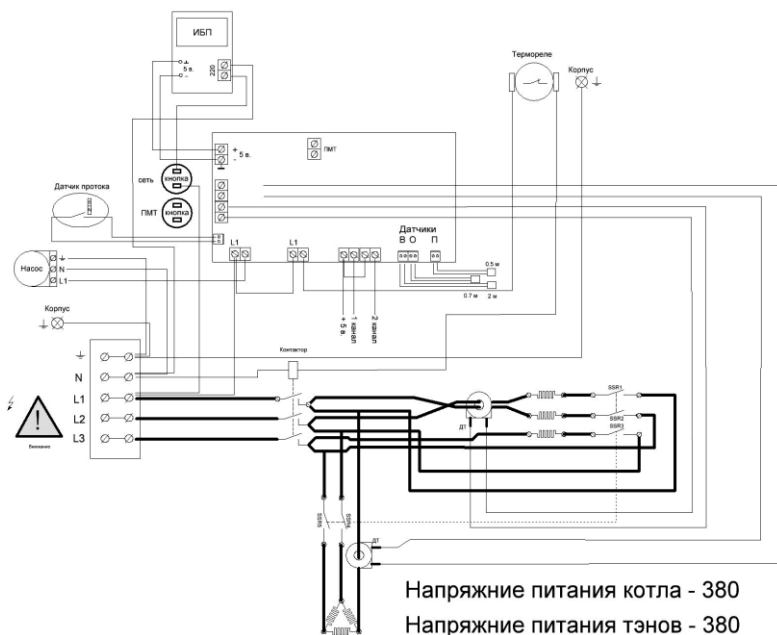 ИБП
5 в.
220
Термореле
Корпус
+
-
5 в.
ПМТ
сеть
кнопка
ПМТ
кнопка
Датчик протока
Насос
N
L1
L1
L1
Датчики
В О П
0.5 м
0.7 м
2 м
+ 5 в.
1 канал
2 канал
Корпус
Контактор
N
L1
L2
L3
Внимание
ДТ
SSR1
SSR2
SSR3
SSR5
ДТ
Напряжние питания котла - 380
Напряжние питания тэнов - 380